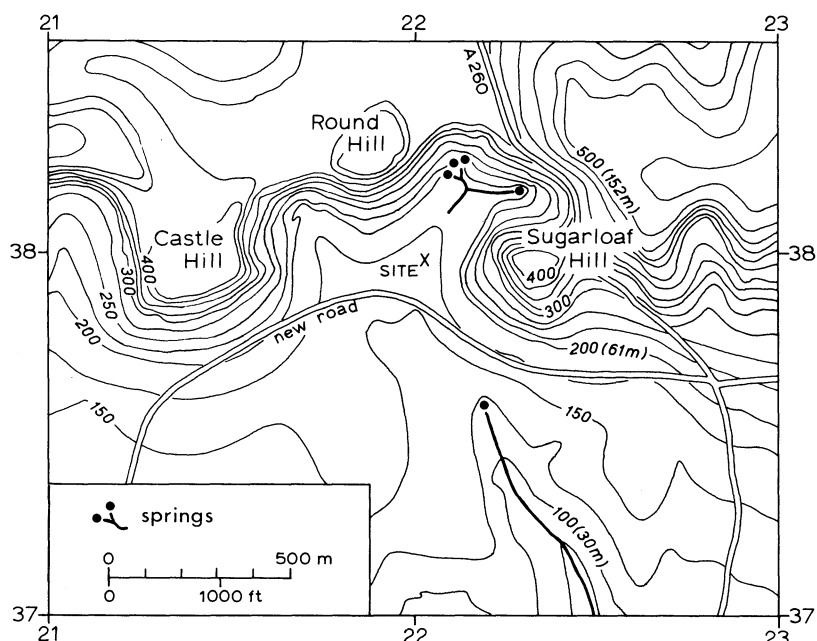 21
22
23
A260
Round
Hill
500 (152m)
38
Castle
Hill
400
300
250
200
SITE X
Sugarloaf
Hill
400
300
38
new road
200 (61m)
150
150
100 (30m)
springs
0
500 m
0
1000 ft
37
37
21
22
23